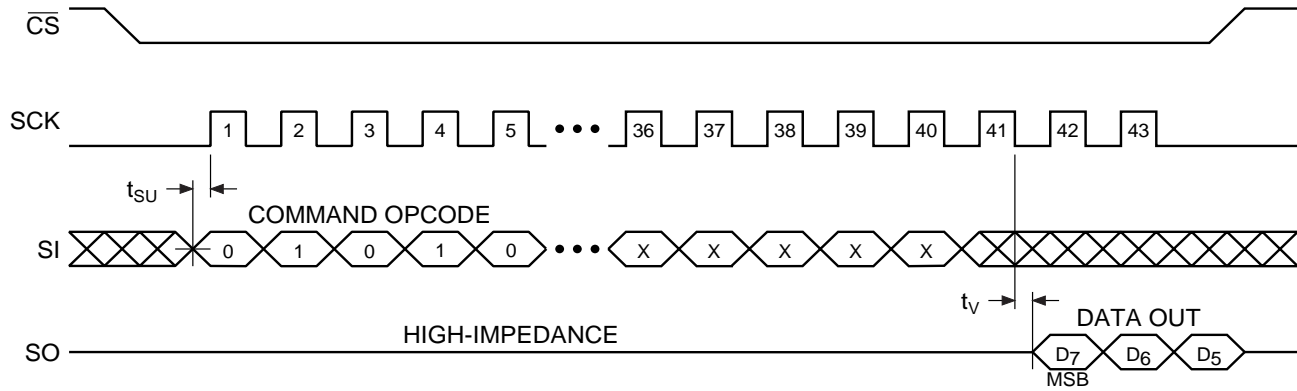 CS
SCK 1 2 3 4 5 ••• 36 37 38 39 40 41 42 43
tSU
COMMAND OPCODE
SI 0 1 0 1 0 ••• X X X X X
tV
HIGH-IMPEDANCE
DATA OUT
SO D7 D6 D5
MSB